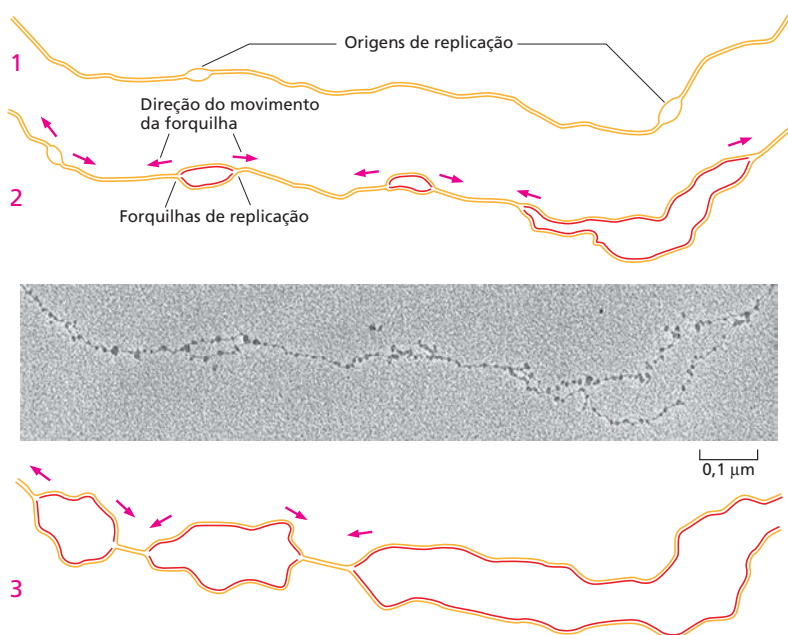 Origens de replicação
1
Direção do movimento
da forquilha
2
Forquilhas de replicação
0,1 μm
3